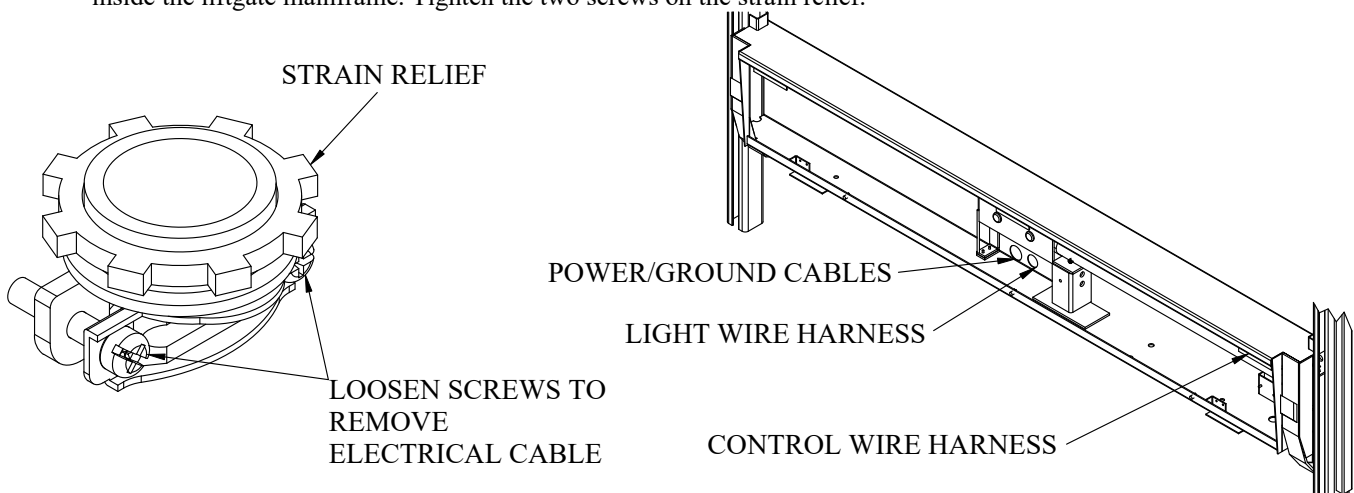 inside the liftgate mainframe. Tighten the two screws on the strain relief.
STRAIN RELIEF
POWER/GROUND CABLES
LIGHT WIRE HARNESS
LOOSEN SCREWS TO
REMOVE
ELECTRICAL CABLE
CONTROL WIRE HARNESS